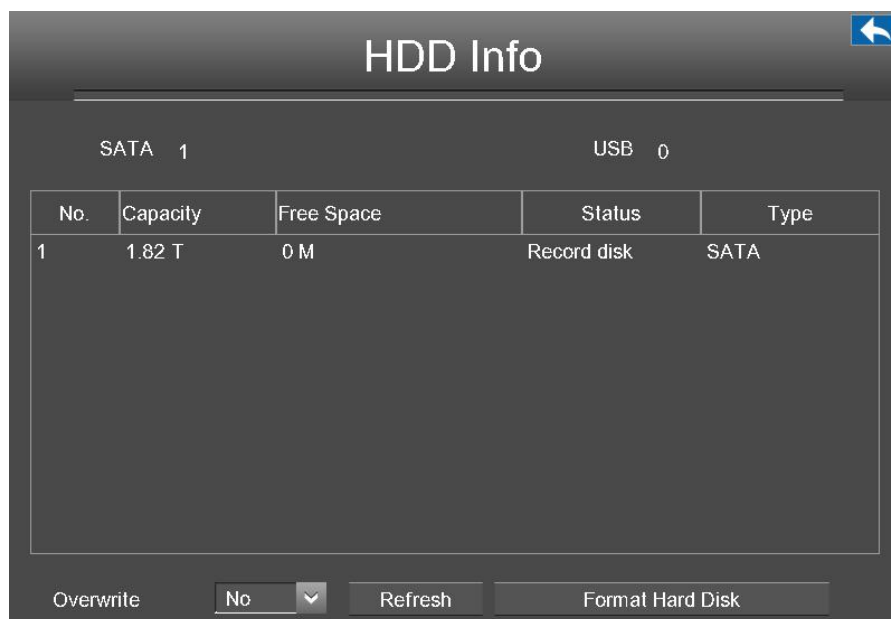 HDD Info
SATA 1 USB 0
No. Capacity Free Space Status Type
1 1.82 T 0 M Record disk SATA
Overwrite No Refresh Format Hard Disk